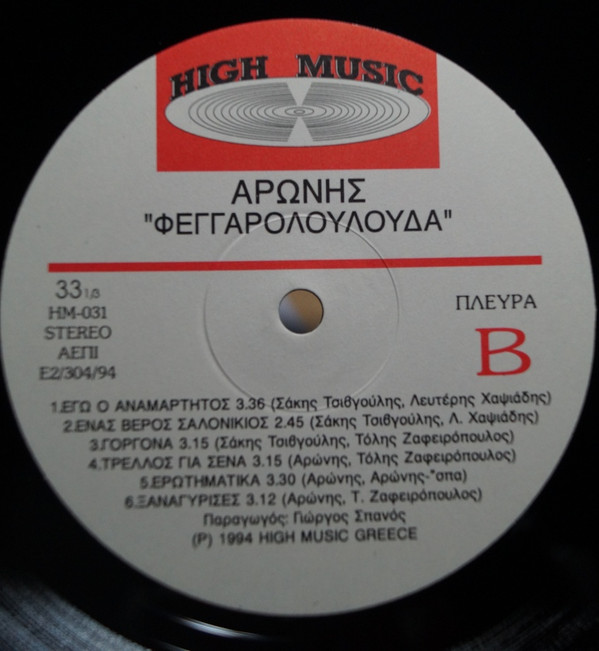 HIGH MUSIC
ΑΡΩΝΗΣ
"ΦΕΓΓΑΡΟΛΟΥΛΟΥΔΑ"
33 1/3
HM-031
STEREO
ΑΕΠΙ
E2/304/94
ΠΛΕΥΡΑ
B
1.ΕΓΩ Ο ΑΝΑΜΑΡΤΗΤΟΣ 3.36 (Σάκης Τσιβγούλης, Λευτέρης Χαψιάδης)
2.ΕΝΑΣ ΒΕΡΟΣ ΣΑΛΟΝΙΚΙΟΣ 2.45 (Σάκης Τσιβγούλης, Λ. Χαψιάδης)
3.ΓΟΡΓΟΝΑ 3.15 (Σάκης Τσιβγούλης, Τόλης Ζαφειρόπουλος)
4.ΤΡΕΛΛΟΣ ΓΙΑ ΣΕΝΑ 3.15 (Αρώνης, Τόλης Ζαφειρόπουλος)
5.ΕΡΩΤΗΜΑΤΙΚΑ 3.30 (Αρώνης, Αρώνης-"σπα)
6.ΞΑΝΑΓΥΡΙΣΕΣ 3.12 (Αρώνης, Τ. Ζαφειρόπουλος)
Παραγωγός: Γιώργος Σπανός
(P) 1994 HIGH MUSIC GREECE